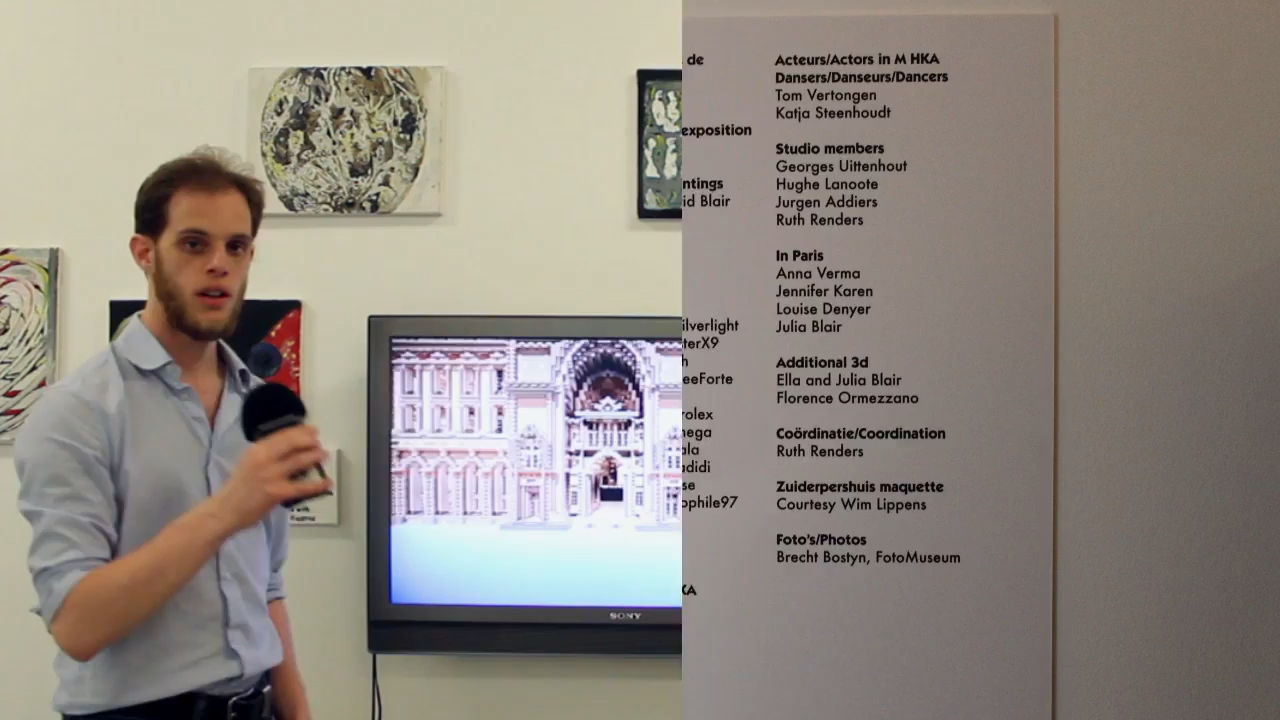 SONY
de
exposition
ntings
id Blair
ilverlight
terX9
h
eeForte
rolex
nega
ala
adidi
se
ophile97
KA
Acteurs/Actors in M HKA
Dansers/Danseurs/Dancers
Tom Vertongen
Katja Steenhoudt
Studio members
Georges Uittenhout
Hughe Lanoote
Jurgen Addiers
Ruth Renders
In Paris
Anna Verma
Jennifer Karen
Louise Denyer
Julia Blair
Additional 3d
Ella and Julia Blair
Florence Ormezzano
Coördinatie/Coordination
Ruth Renders
Zuiderpershuis maquette
Courtesy Wim Lippens
Foto's/Photos
Brecht Bostyn, FotoMuseum